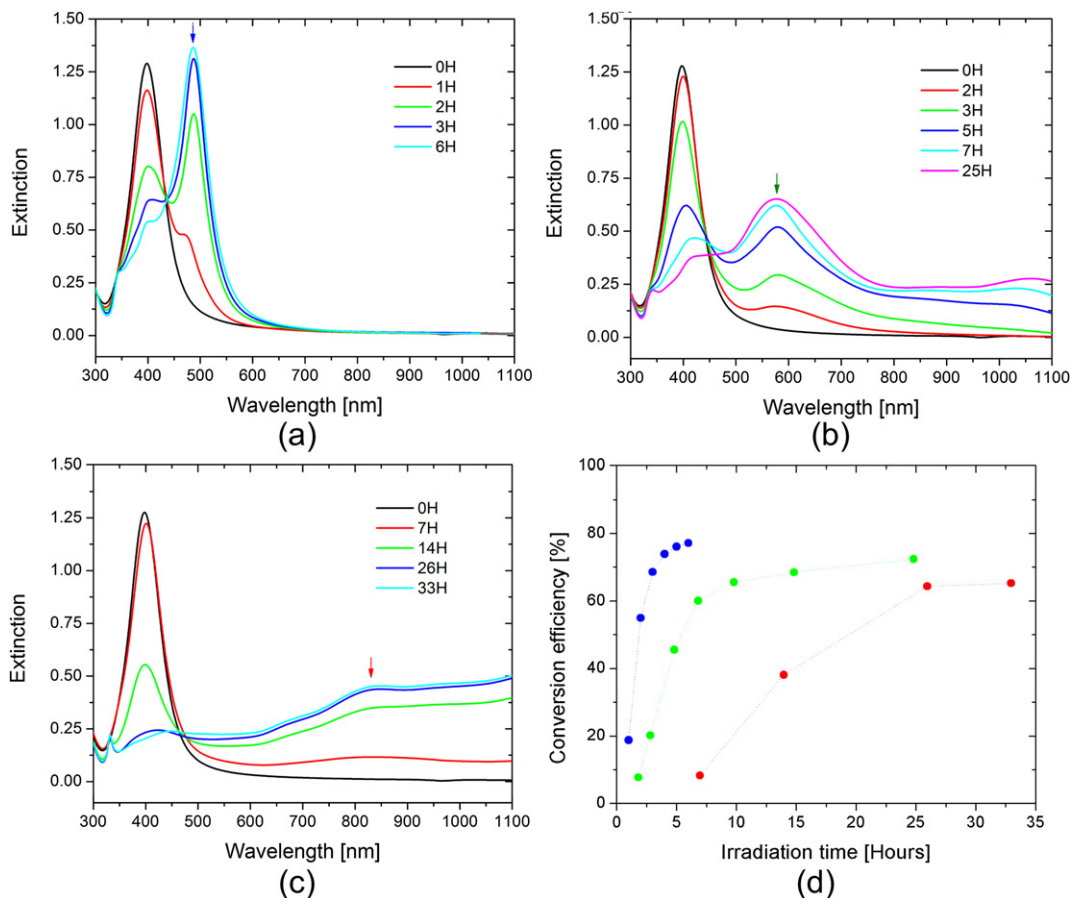 1.50
1.25
1.00
0.75
0.50
0.25
0.00
Extinction
0H
1H
2H
3H
6H
300 400 500 600 700 800 900 1000 1100
Wavelength [nm]
(a)
1.50
1.25
1.00
0.75
0.50
0.25
0.00
Extinction
0H
2H
3H
5H
7H
25H
300 400 500 600 700 800 900 1000 1100
Wavelength [nm]
(b)
1.50
1.25
1.00
0.75
0.50
0.25
0.00
Extinction
0H
7H
14H
26H
33H
300 400 500 600 700 800 900 1000 1100
Wavelength [nm]
(c)
100
80
60
40
20
0
Conversion efficiency [%]
0 5 10 15 20 25 30 35
Irradiation time [Hours]
(d)